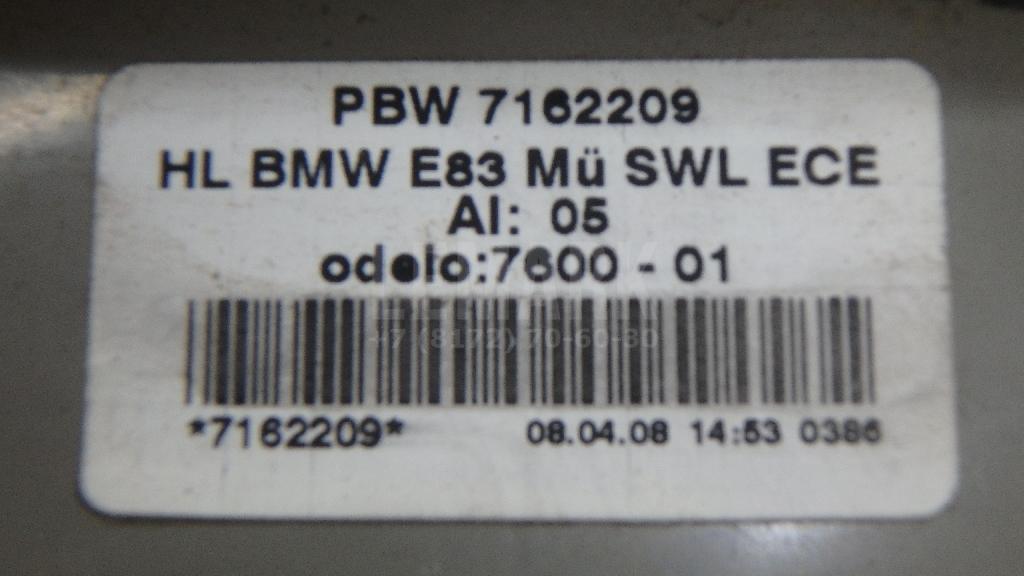 PBW 7162209
HL BMW E83 Mü SWL ECE
AI: 05
odelo:7600 - 01
+7 (8172) 70-60-30
*7162209*
08.04.08 14:53 0386